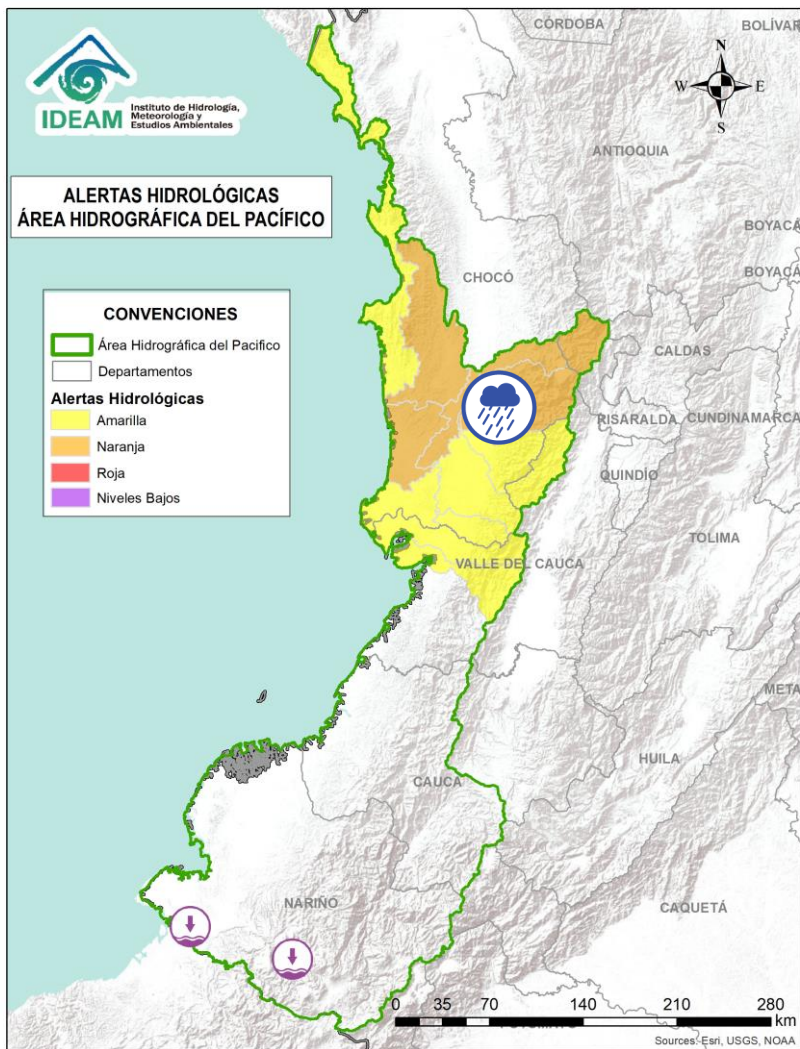 CÓRDOBA
BOLÍVAR
IDEAM
Instituto de Hidrología,
Meteorología y
Estudios Ambientales
N
W
E
S
ANTIOQUIA
ALERTAS HIDROLÓGICAS
ÁREA HIDROGRÁFICA DEL PACÍFICO
BOYACÁ
BOYACÁ
CHOCÓ
CONVENCIONES
Área Hidrográfica del Pacifico
Departamentos
Alertas Hidrológicas
Amarilla
Naranja
Roja
Niveles Bajos
CALDAS
RISARALDA
CUNDINAMARCA
QUINDÍO
TOLIMA
VALLE DEL CAUCA
META
HUILA
CAUCA
NARIÑO
CAQUETÁ
0 35 70 140 210 280
km
Sources: Esri, USGS, NOAA